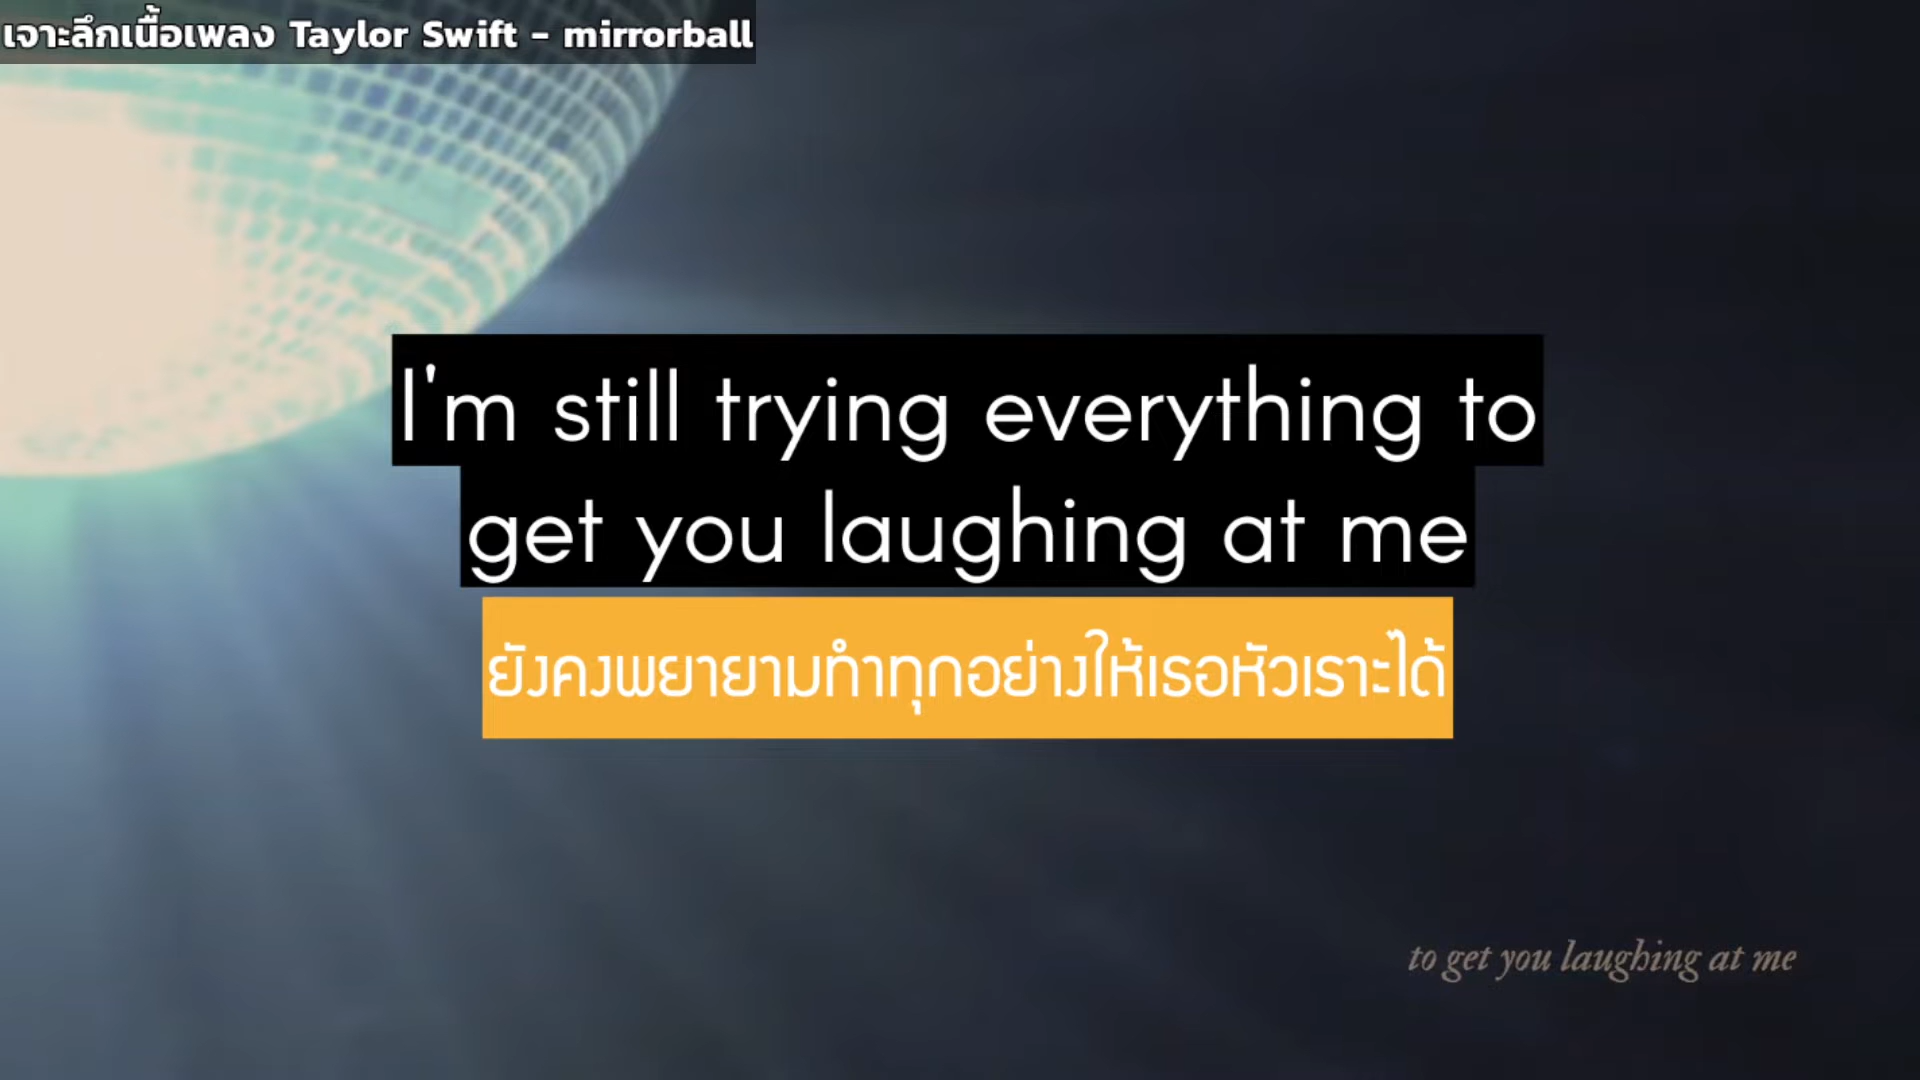 เจาะลึกเนื้อเพลง Taylor Swift - mirrorball
I'm still trying everything to
get you laughing at me
ยังคงพยายามทำทุกอย่างให้เธอหัวเราะได้
to get you laughing at me